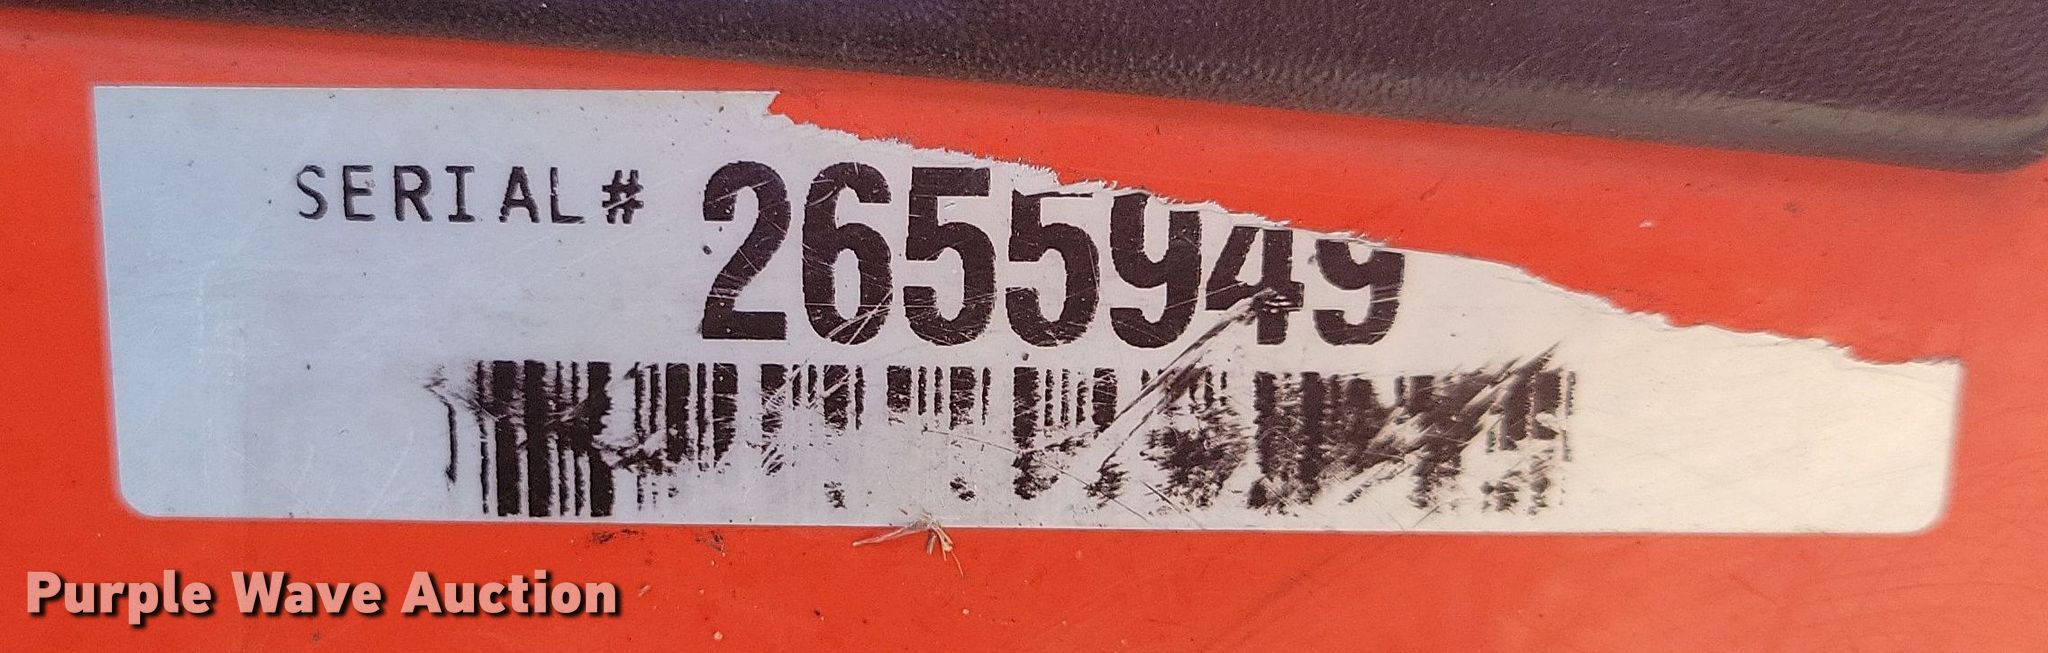 SERIAL# 2655949
Purple Wave Auction